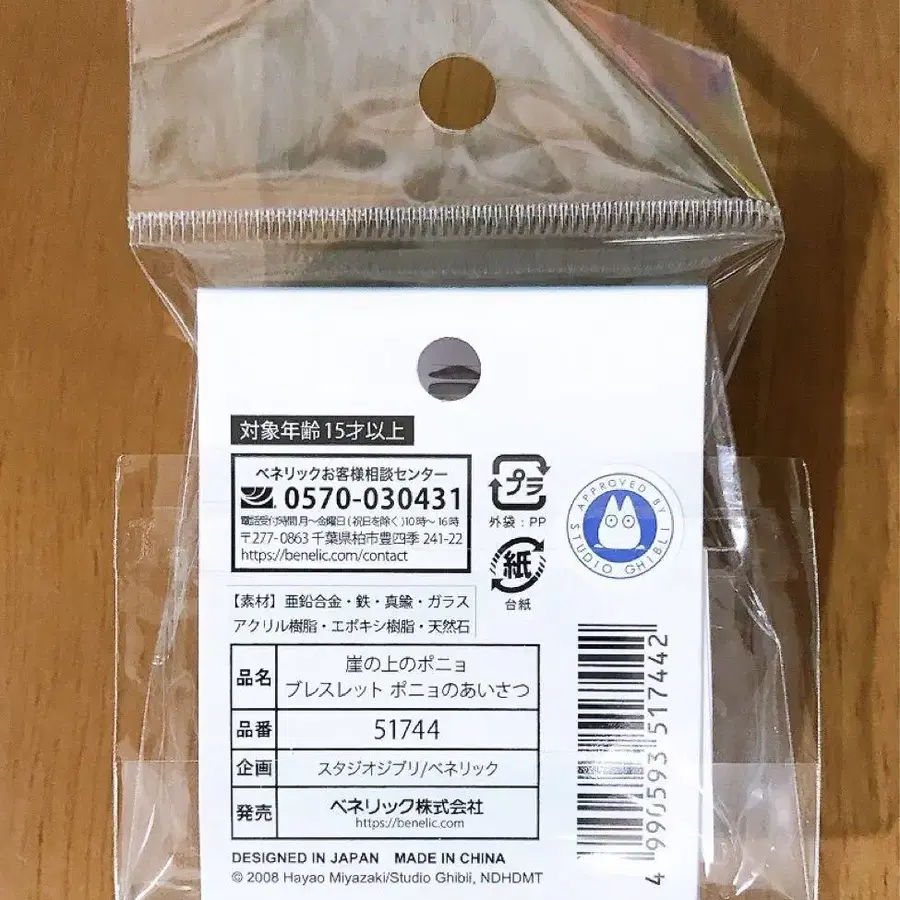 対象年齢 15才以上
ベネリックお客様相談センター
0570-030431
電話受付時間 月～金曜日(祝日を除く)10時～16時
〒277-0863 千葉県柏市豊四季 241-22
https://benelic.com/contact
プラ
外袋：PP
紙
台紙
APPROVED BY
STUDIO GHIBLI
【素材】亜鉛合金・鉄・真鍮・ガラス
アクリル樹脂・エポキシ樹脂・天然石
品名
崖の上のポニョ
ブレスレット ポニョのあいさつ
品番
51744
企画
スタジオジブリ/ベネリック
発売
ベネリック株式会社
https://benelic.com
4 990593 517442
DESIGNED IN JAPAN MADE IN CHINA
© 2008 Hayao Miyazaki/Studio Ghibli, NDHDMT